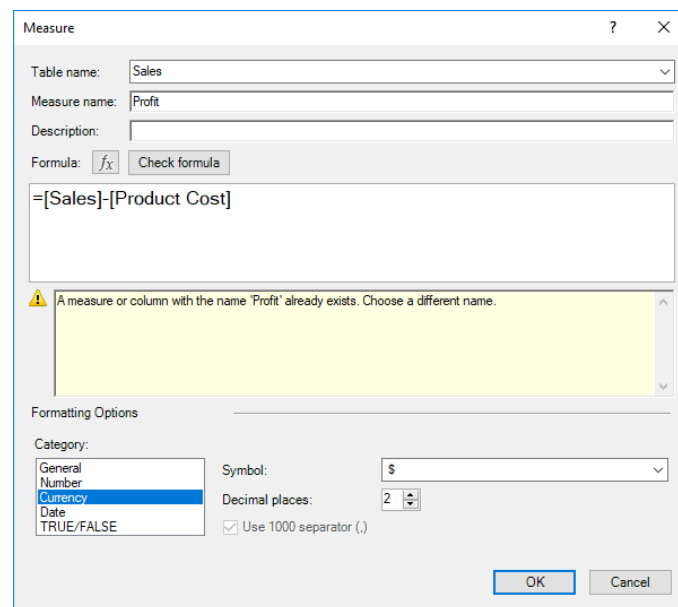 Measure ? ×
Table name: Sales
Measure name: Profit
Description:
Formula: fx Check formula
=[Sales]-[Product Cost]
A measure or column with the name 'Profit' already exists. Choose a different name.
Formatting Options
Category:
General
Number
Currency
Date
TRUE/FALSE
Symbol: $
Decimal places: 2
Use 1000 separator (,)
OK Cancel